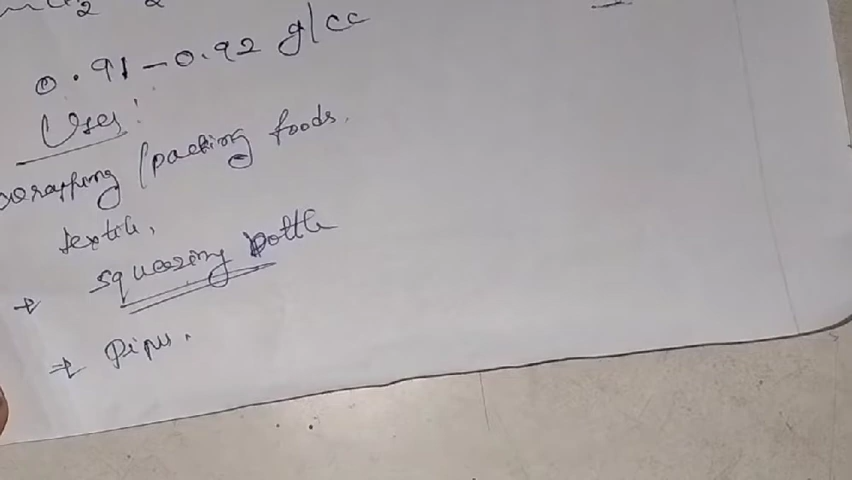 0.91 - 0.92 g/cc
Uses:
wrapping / packing foods.
textile,
⇒ squeezing bottle
⇒ Pipes.